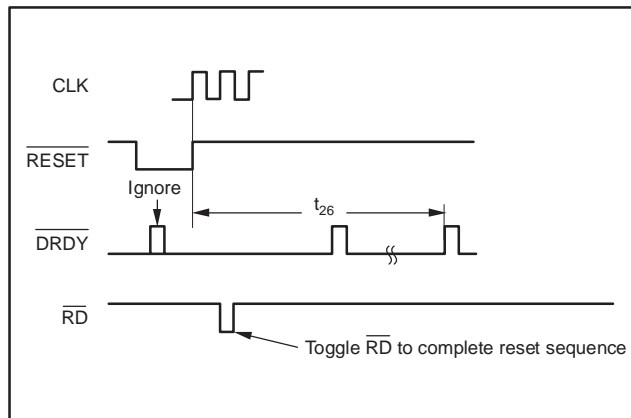 CLK
RESET
Ignore
t26
DRDY
RD
Toggle RD to complete reset sequence